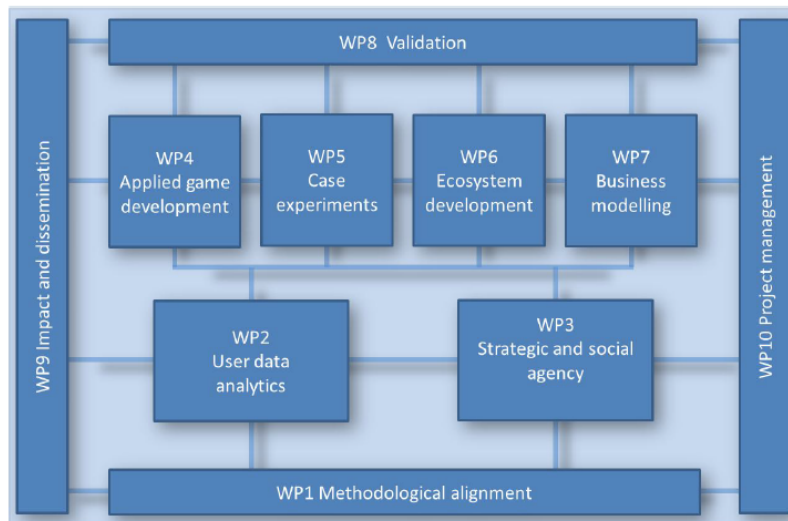 WP8 Validation
WP9 Impact and dissemination
WP4
Applied game
development
WP5
Case
experiments
WP6
Ecosystem
development
WP7
Business
modelling
WP10 Project management
WP2
User data
analytics
WP3
Strategic and social
agency
WP1 Methodological alignment